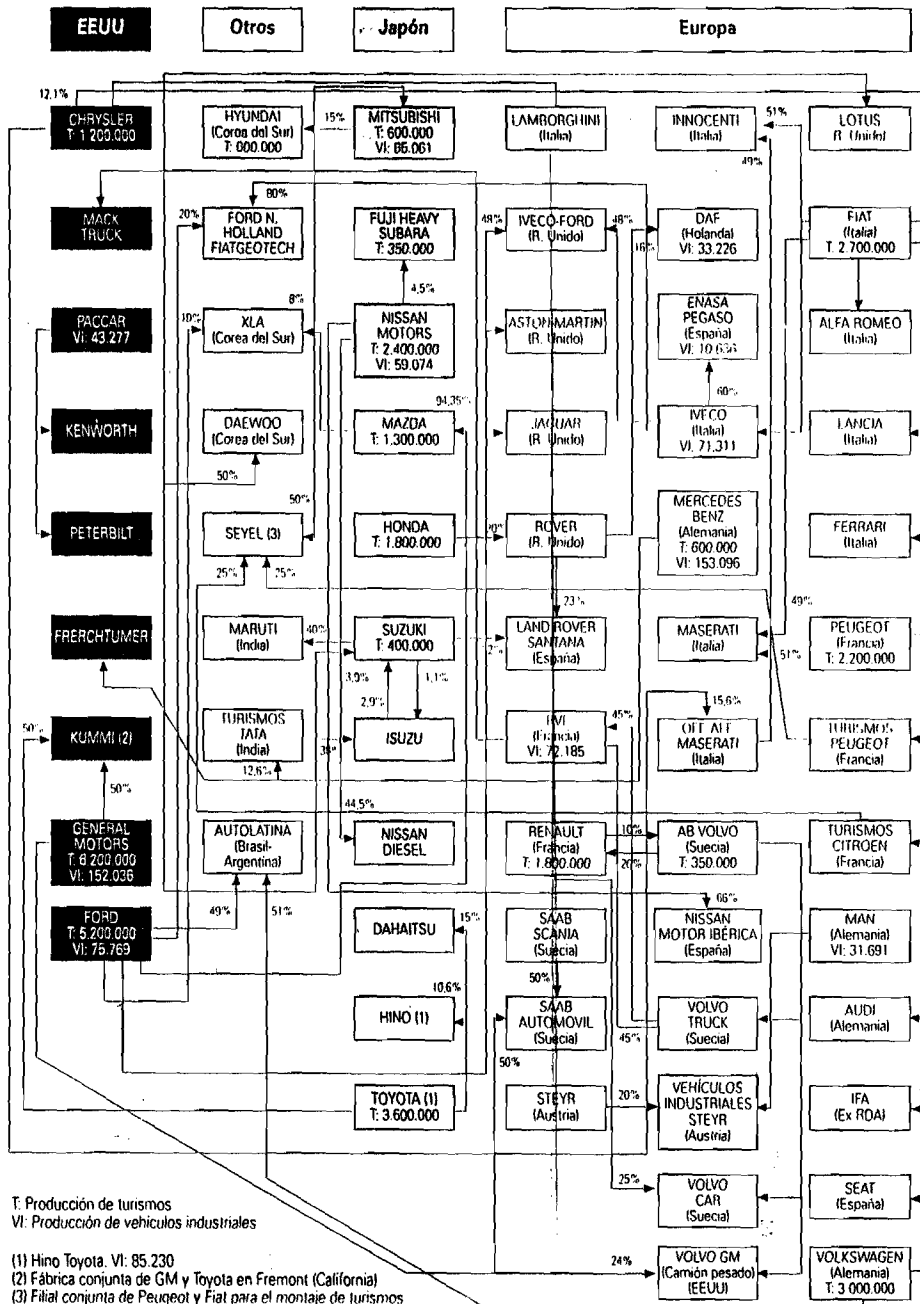 EEUU
Otros
Japón
Europa
12,1%
CHRYSLER
T: 1.200.000
HYUNDAI
(Corea del Sur)
T: 000.000
15%
MITSUBISHI
T: 600.000
VI: 86.061
LAMBORGHINI
(Italia)
INNOCENTI
(Italia)
51%
49%
LOTUS
R. Unido)
80%
MACK
TRUCK
20%
FORD N.
HOLLAND
FIATGEOTECH
FUJI HEAVY
SUBARA
T: 350.000
48%
IVECO-FORD
(R. Unido)
48%
16%
DAF
(Holanda)
VI: 33.226
FIAT
(Italia)
T: 2.700.000
4,5%
PACCAR
VI: 43.277
10%
8%
XLA
(Corea del Sur)
NISSAN
MOTORS
T: 2.400.000
VI: 59.074
ASTON-MARTIN
(R. Unido)
ENASA
PEGASO
(España)
VI: 10.636
ALFA ROMEO
(Italia)
60%
KENWORTH
DAEWOO
(Corea del Sur)
50%
94,35%
MAZDA
T: 1.300.000
JAGUAR
(R. Unido)
IVECO
(Italia)
VI, 71.311
LANCIA
(Italia)
PETERBILT
50%
SEYEL (3)
25%
25%
HONDA
T: 1.800.000
20%
ROVER
(R. Unido)
MERCEDES
BENZ
(Alemania)
T: 600.000
VI: 153.096
FERRARI
(Italia)
23%
49%
FRERCHTUMER
MARUTI
(India)
40%
SUZUKI
T: 400.000
LAND ROVER
SANTANA
(España)
MASERATI
(Italia)
51%
PEUGEOT
(Francia)
T: 2.200.000
3,9%
2,9%
1,1%
15,6%
50%
KUMMI (2)
TURISMOS
TATA
(India)
12,6%
ISUZU
RVI
(Francia)
VI: 72.185
45%
MASERATI
(Italia)
TURISMOS
PEUGEOT
(Francia)
50%
44,5%
GENERAL
MOTORS
T: 6.200.000
VI: 152.036
AUTOLATINA
(Brasil-
Argentina)
49%
51%
NISSAN
DIESEL
RENAULT
(Francia)
T: 1.800.000
10%
20%
AB VOLVO
(Suecia)
T: 350.000
TURISMOS
CITROEN
(Francia)
66%
FORD
T: 5.200.000
VI: 75.769
DAHAITSU
15%
SAAB
SCANIA
(Suecia)
NISSAN
MOTOR IBÉRICA
(España)
MAN
(Alemania)
VI: 31.691
50%
10,6%
HINO (1)
SAAB
AUTOMOVIL
(Suecia)
50%
45%
VOLVO
TRUCK
(Suecia)
AUDI
(Alemania)
TOYOTA (1)
T: 3.600.000
STEYR
(Austria)
20%
VEHÍCULOS
INDUSTRIALES
STEYR
(Austria)
IFA
(Ex RDA)
25%
VOLVO
CAR
(Suecia)
SEAT
(España)
24%
VOLVO GM
(Camión pesado)
(EEUU)
VOLKSWAGEN
(Alemania)
T: 3 000.000
T: Producción de turismos
VI: Producción de vehículos industriales
(1) Hino Toyota. VI: 85.230
(2) Fábrica conjunta de GM y Toyota en Fremont (California)
(3) Filial conjunta de Peugeot y Fiat para el montaje de turismos